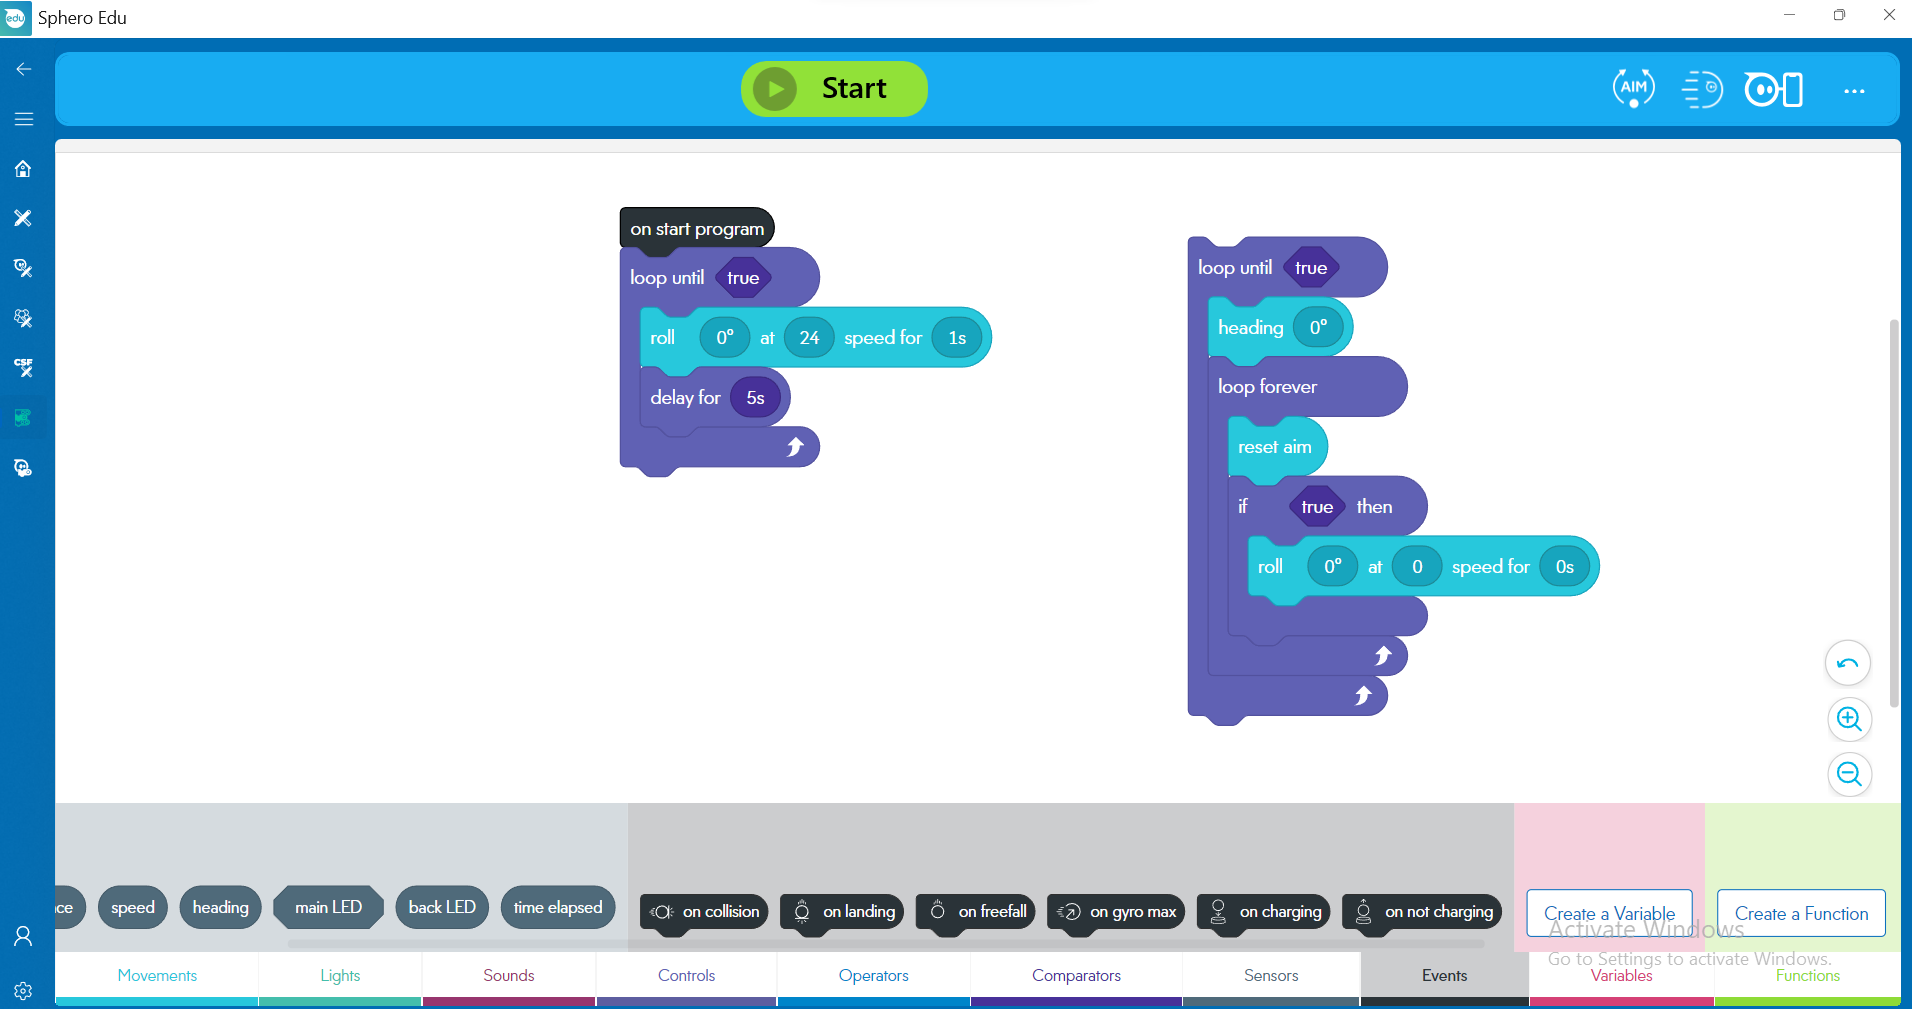 edu Sphero Edu
Start
AIM
on start program
loop until true
roll 0° at 24 speed for 1s
delay for 5s
loop until true
heading 0°
loop forever
reset aim
if true then
roll 0° at 0 speed for 0s
CSF
ce speed heading main LED back LED time elapsed on collision on landing on freefall on gyro max on charging on not charging Create a Variable Create a Function
Activate Windows
Go to Settings to activate Windows.
Movements Lights Sounds Controls Operators Comparators Sensors Events Variables Functions